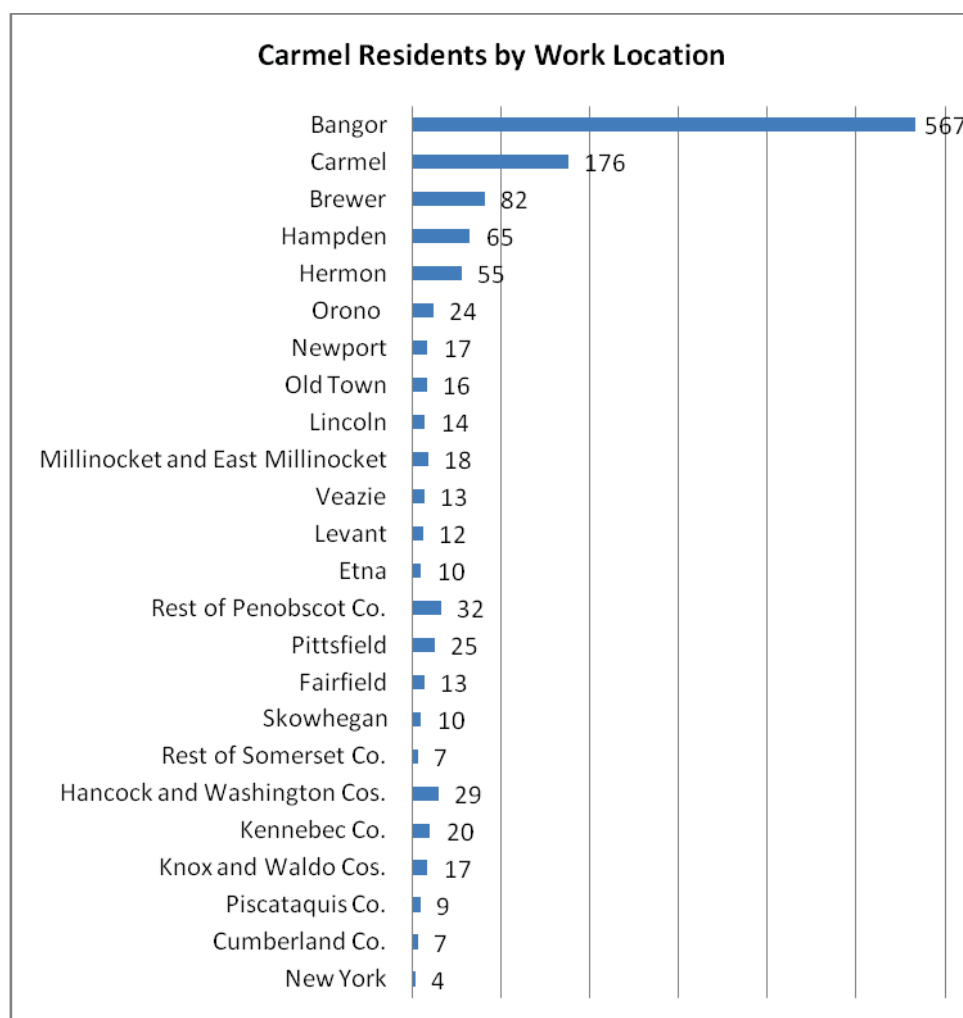 Carmel Residents by Work Location
Bangor 567
Carmel 176
Brewer 82
Hampden 65
Hermon 55
Orono 24
Newport 17
Old Town 16
Lincoln 14
Millinocket and East Millinocket 18
Veazie 13
Levant 12
Etna 10
Rest of Penobscot Co. 32
Pittsfield 25
Fairfield 13
Skowhegan 10
Rest of Somerset Co. 7
Hancock and Washington Cos. 29
Kennebec Co. 20
Knox and Waldo Cos. 17
Piscataquis Co. 9
Cumberland Co. 7
New York 4